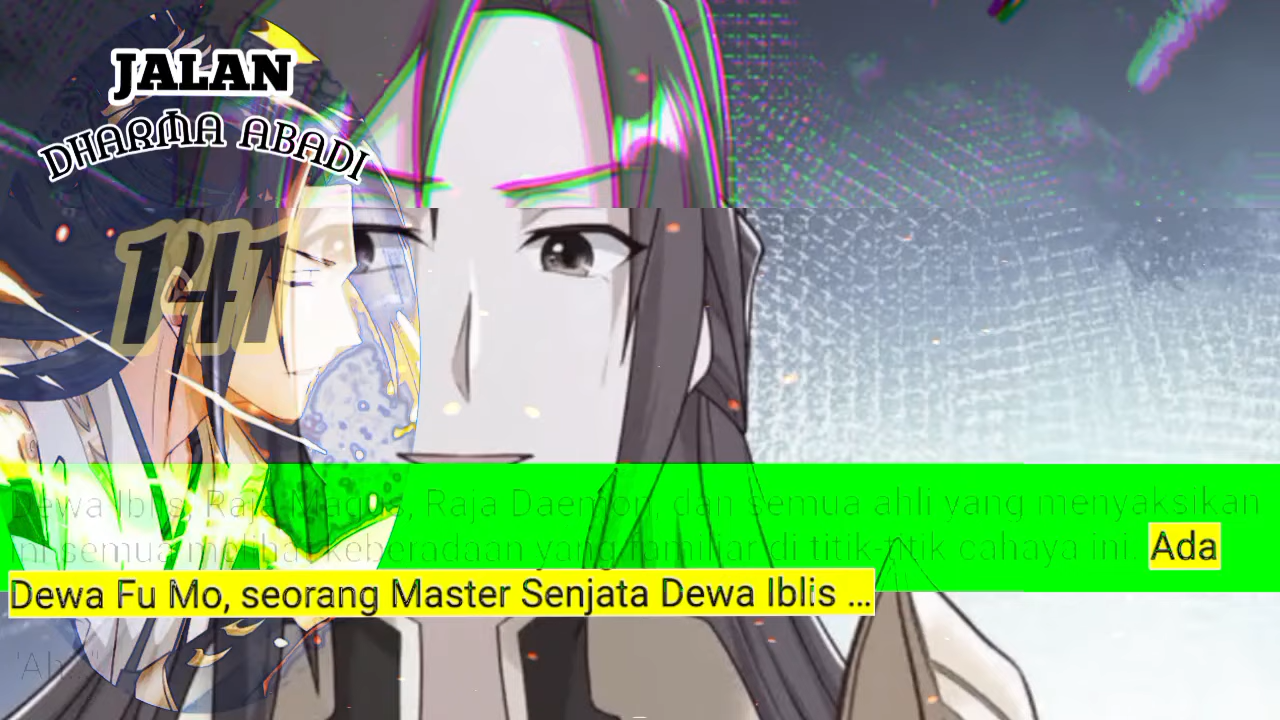 JALAN
DHARMA ABADI
141
Dewa Iblis, Raja Magus, Raja Daemon, dan semua ahli yang menyaksikan
ini semua melihat keberadaan yang familiar di titik-titik cahaya ini. Ada
Dewa Fu Mo, seorang Master Senjata Dewa Iblis ...